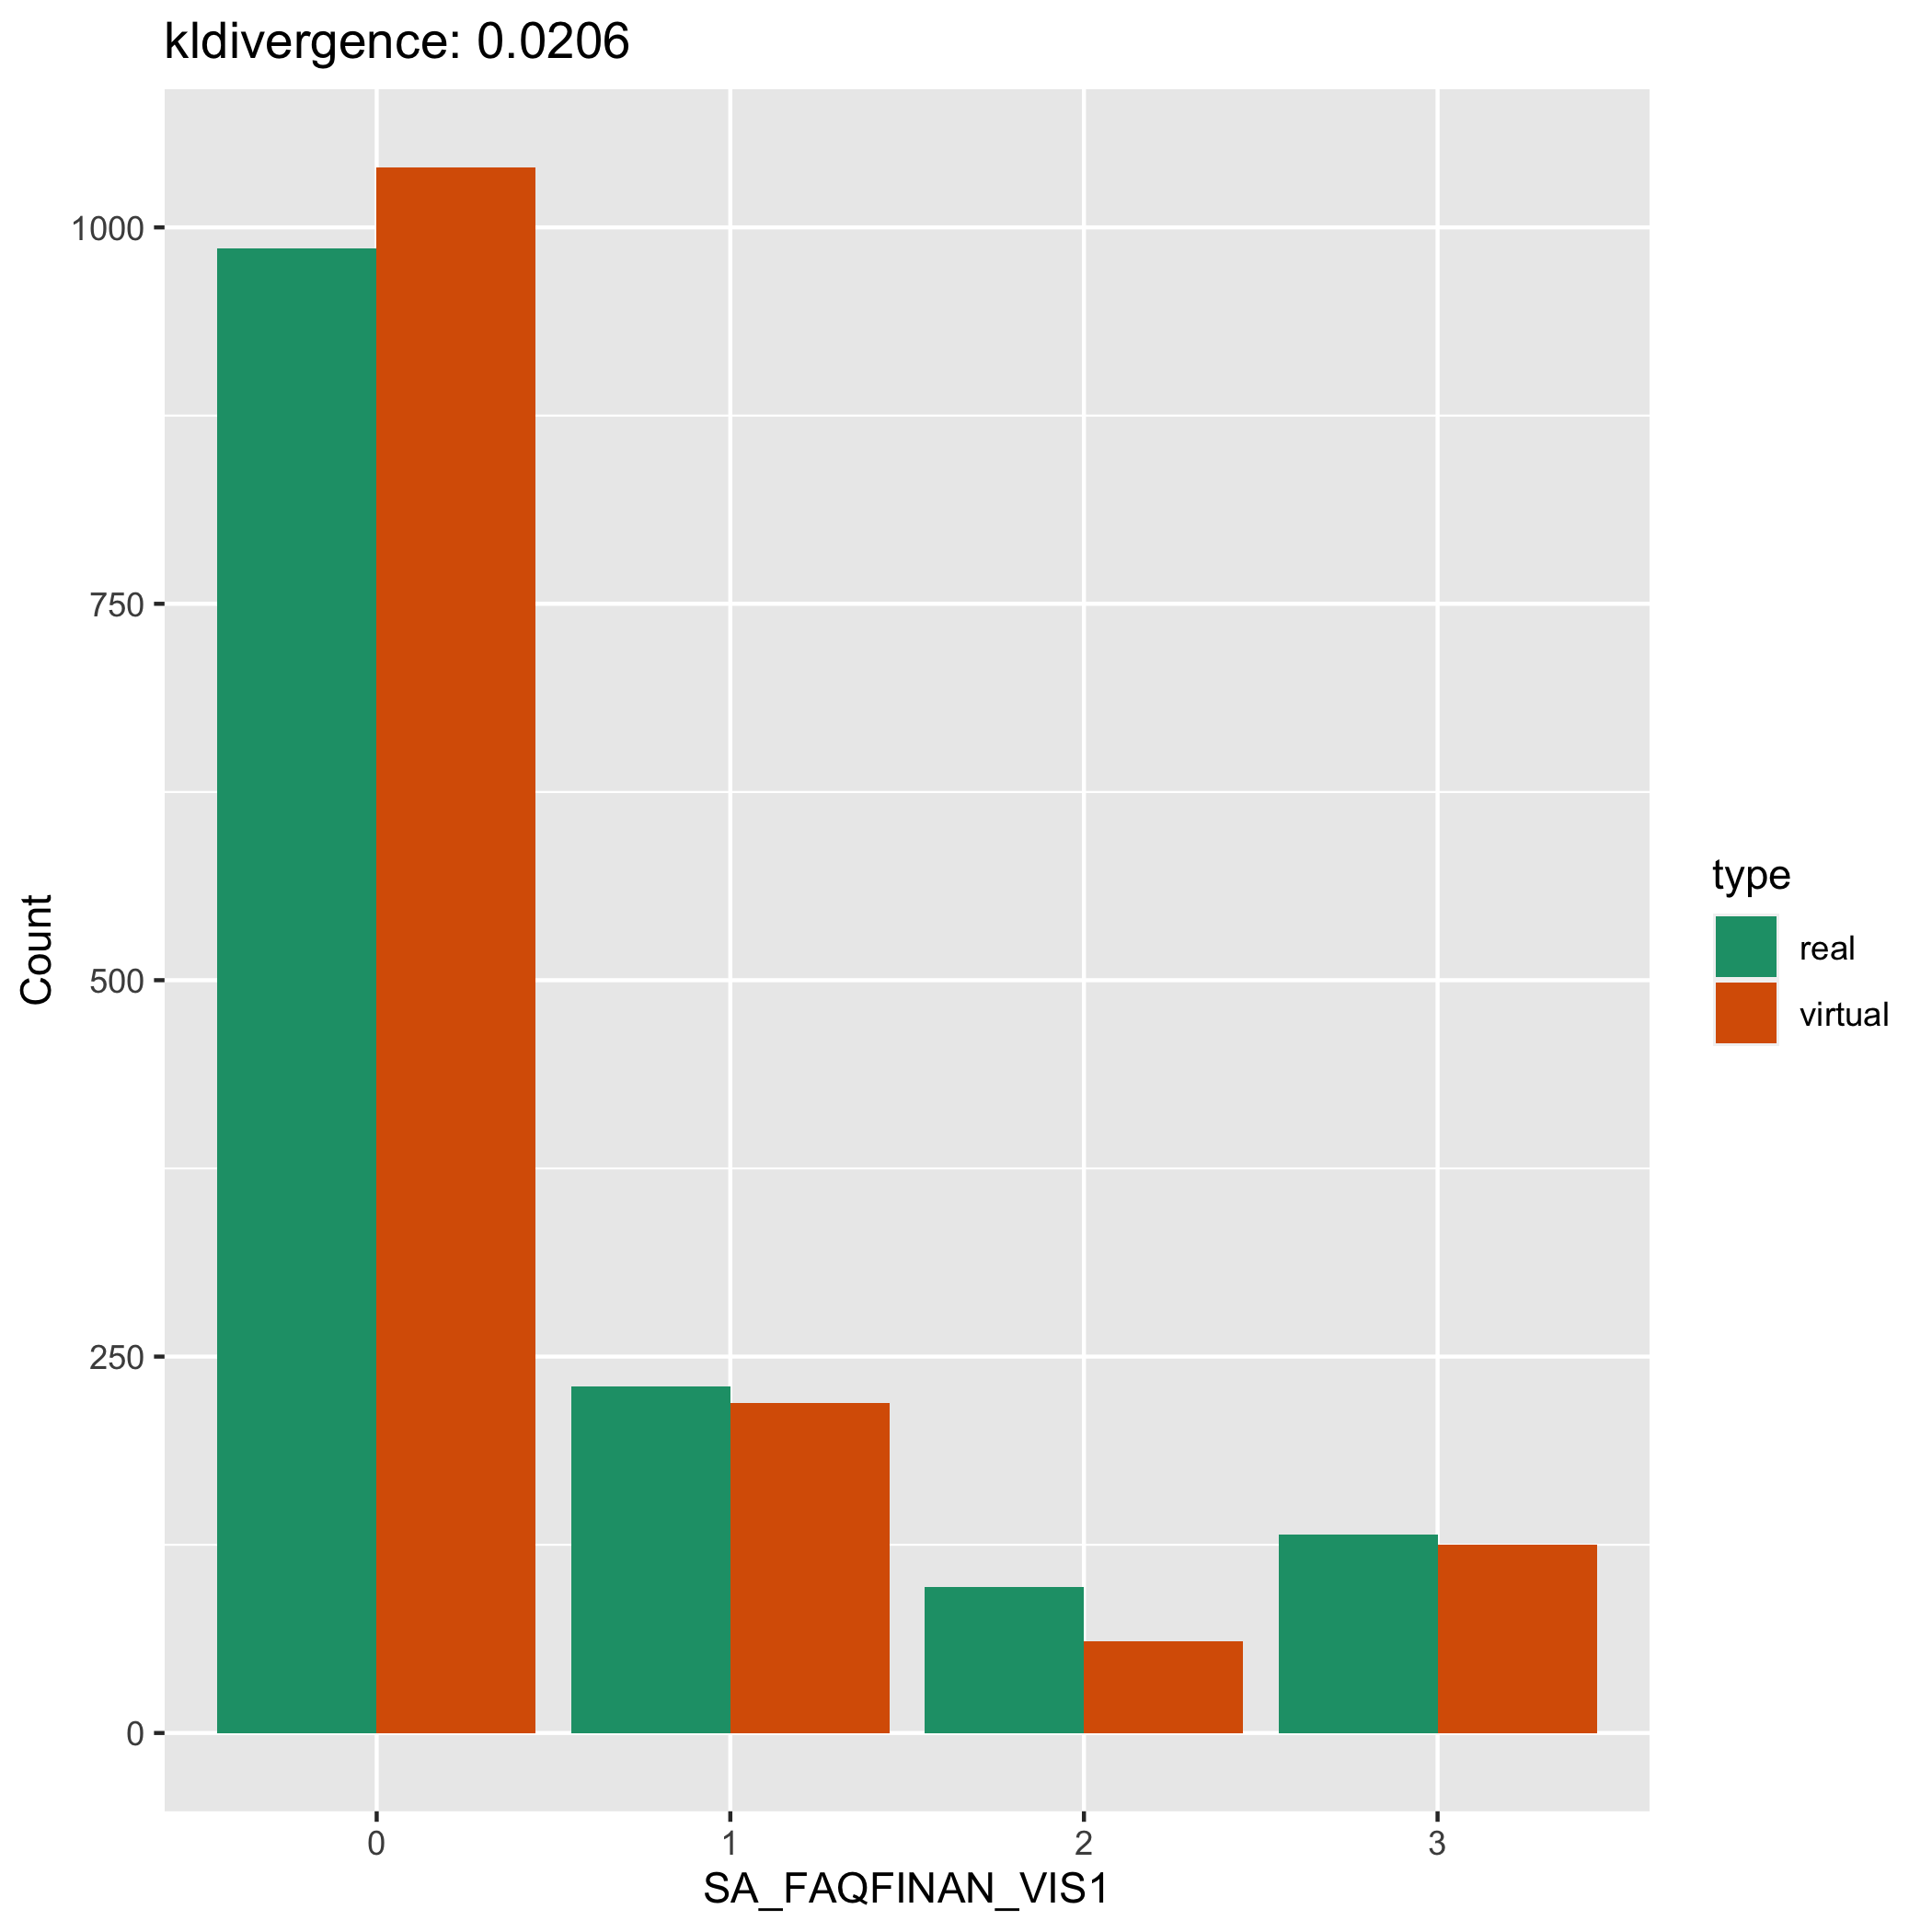 kldivergence: 0.0206
1000
750
500
250
0
Count
0 1 2 3
SA_FAQFINAN_VIS1
type
real
virtual